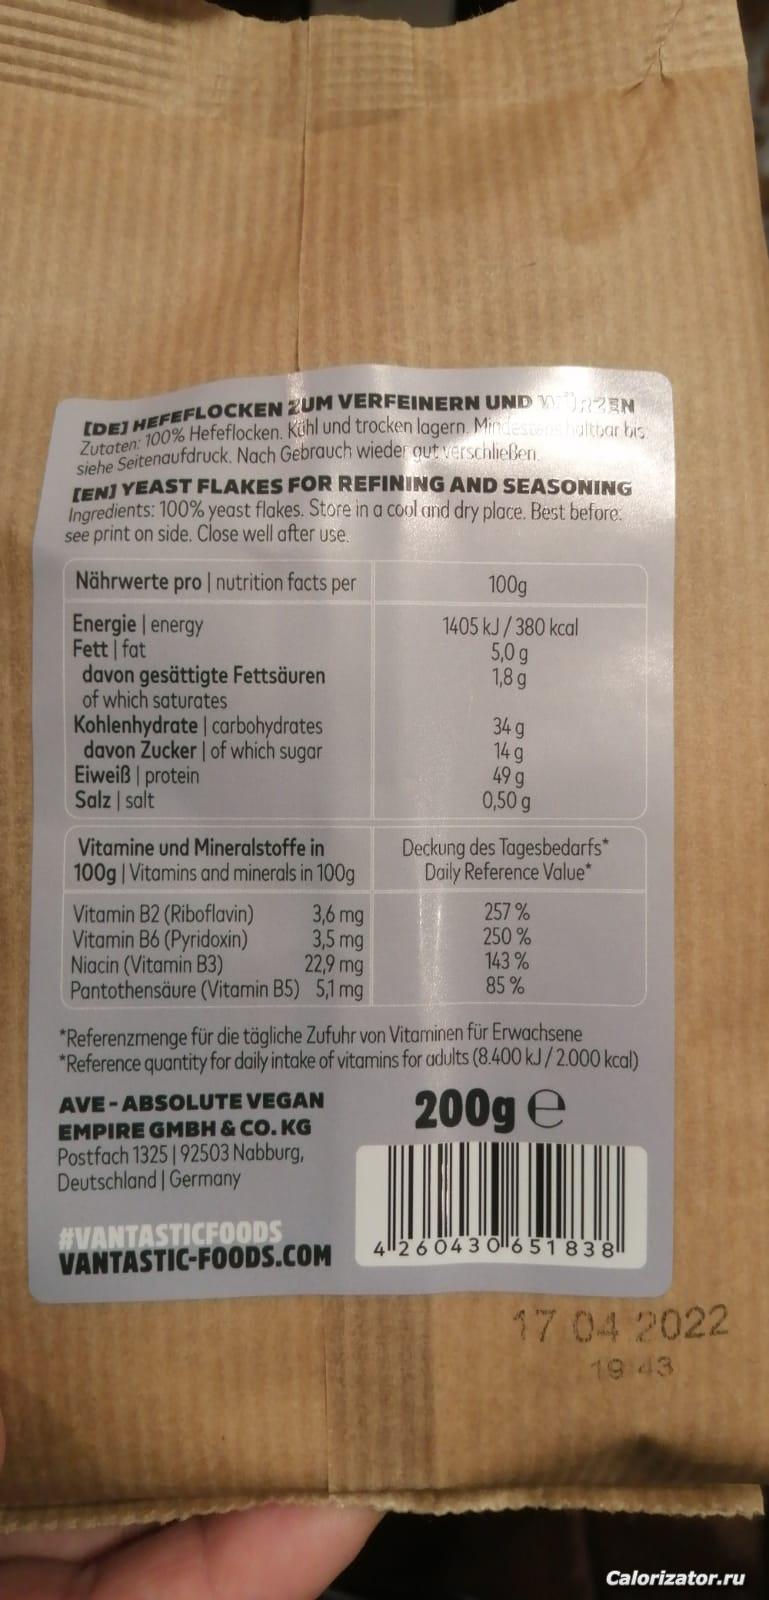 [DE] HEFEFLOCKEN ZUM VERFEINERN UND WÜRZEN
Zutaten: 100% Hefeflocken. Kühl und trocken lagern. Mindestens haltbar bis:
siehe Seitenaufdruck. Nach Gebrauch wieder gut verschließen.
[EN] YEAST FLAKES FOR REFINING AND SEASONING
Ingredients: 100% yeast flakes. Store in a cool and dry place. Best before:
see print on side. Close well after use.
Nährwerte pro | nutrition facts per 100g
Energie | energy 1405 kJ / 380 kcal
Fett | fat 5,0 g
davon gesättigte Fettsäuren 1,8 g
of which saturates
Kohlenhydrate | carbohydrates 34 g
davon Zucker | of which sugar 14 g
Eiweiß | protein 49 g
Salz | salt 0,50 g
Vitamine und Mineralstoffe in Deckung des Tagesbedarfs*
100g | Vitamins and minerals in 100g Daily Reference Value*
Vitamin B2 (Riboflavin) 3,6 mg 257 %
Vitamin B6 (Pyridoxin) 3,5 mg 250 %
Niacin (Vitamin B3) 22,9 mg 143 %
Pantothensäure (Vitamin B5) 5,1 mg 85 %
*Referenzmenge für die tägliche Zufuhr von Vitaminen für Erwachsene
*Reference quantity for daily intake of vitamins for adults (8.400 kJ / 2.000 kcal)
AVE - ABSOLUTE VEGAN
EMPIRE GMBH & CO. KG
Postfach 1325 | 92503 Nabburg,
Deutschland | Germany
200g e
#VANTASTICFOODS
VANTASTIC-FOODS.COM
4 260430 651838
17 04 2022
19 43
Calorizator.ru